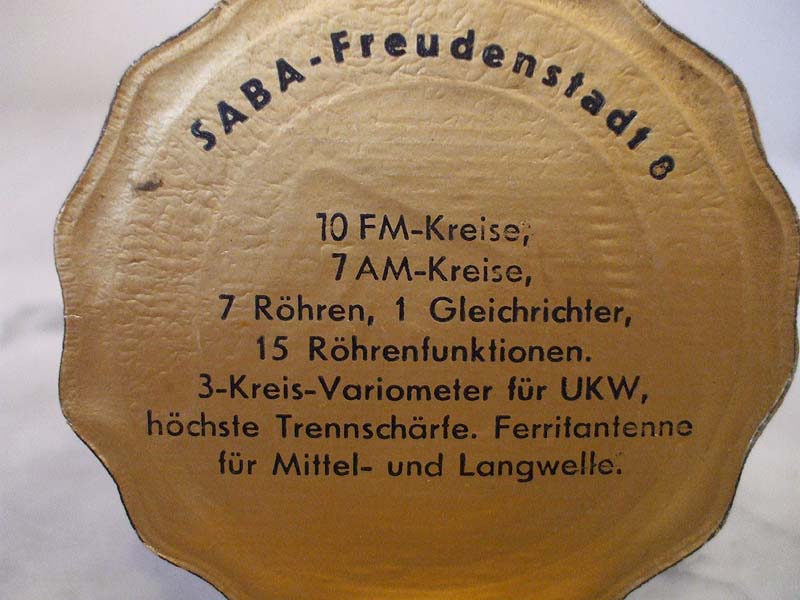 SABA-Freudenstadt 8
10 FM-Kreise,
7 AM-Kreise,
7 Röhren, 1 Gleichrichter,
15 Röhrenfunktionen.
3-Kreis-Variometer für UKW,
höchste Trennschärfe. Ferritantenne
für Mittel- und Langwelle.